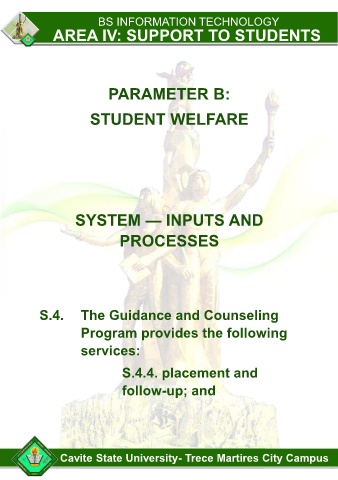 BS INFORMATION TECHNOLOGY
AREA IV: SUPPORT TO STUDENTS
PARAMETER B:
STUDENT WELFARE
SYSTEM — INPUTS AND
PROCESSES
S.4. The Guidance and Counseling
Program provides the following
services:
S.4.4. placement and
follow-up; and
Cavite State University- Trece Martires City Campus